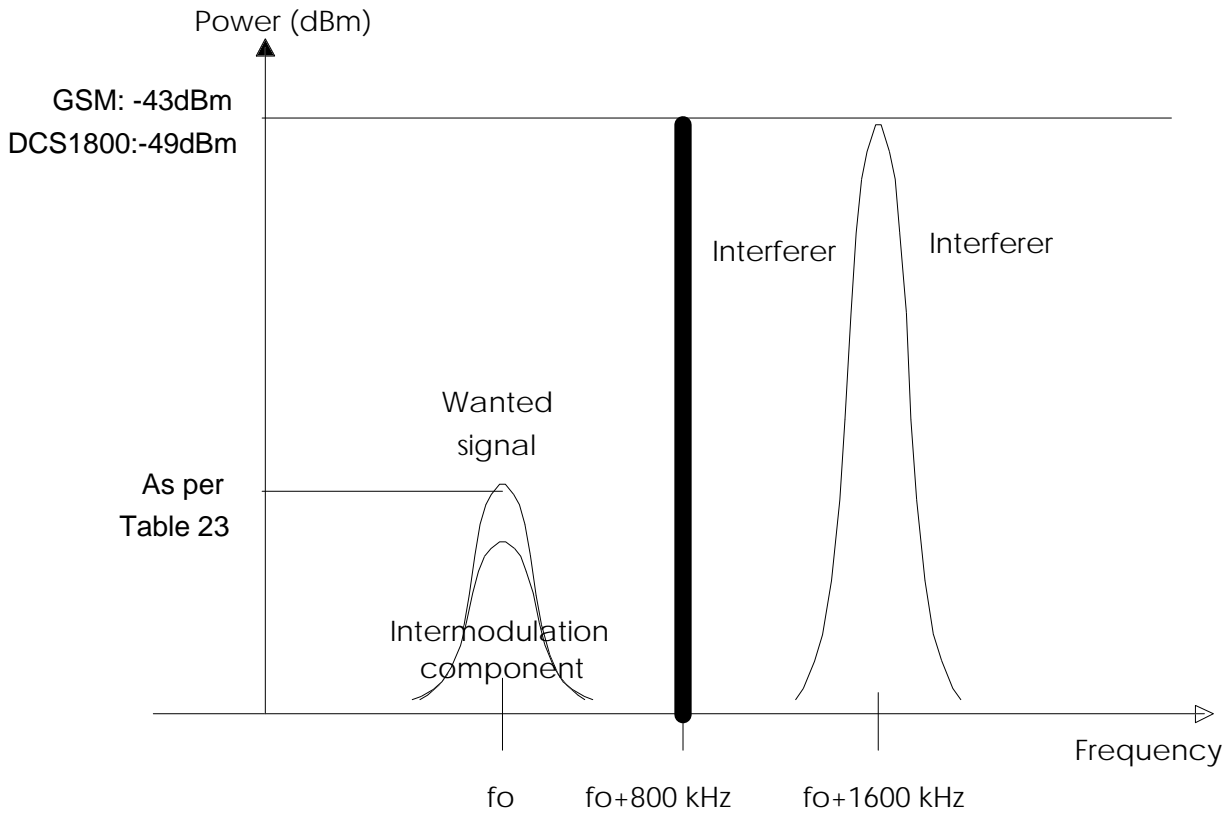 Power (dBm)
GSM: -43dBm
DCS1800:-49dBm
Interferer
Interferer
Wanted
signal
As per
Table 23
Intermodulation
component
Frequency
fo
fo+800 kHz
fo+1600 kHz